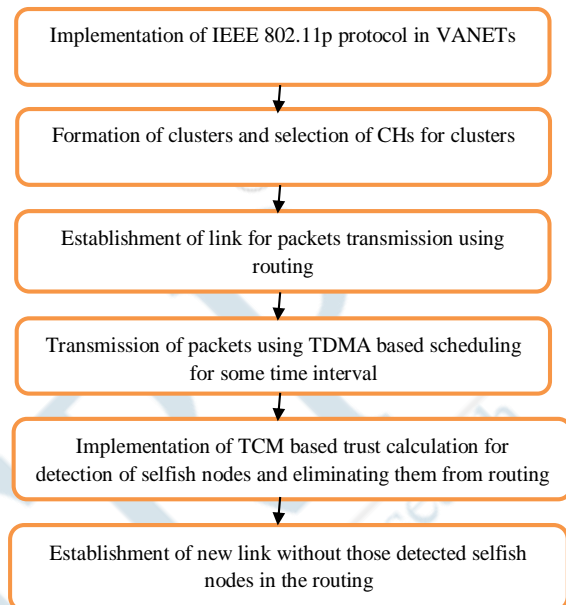 Implementation of IEEE 802.11p protocol in VANETs
Formation of clusters and selection of CHs for clusters
Establishment of link for packets transmission using
routing
Transmission of packets using TDMA based scheduling
for some time interval
Implementation of TCM based trust calculation for
detection of selfish nodes and eliminating them from routing
Establishment of new link without those detected selfish
nodes in the routing